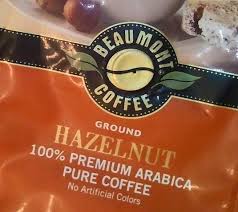 BEAUMONT
COFFEE
GROUND
HAZELNUT
100% PREMIUM ARABICA
PURE COFFEE
No Artificial Colors